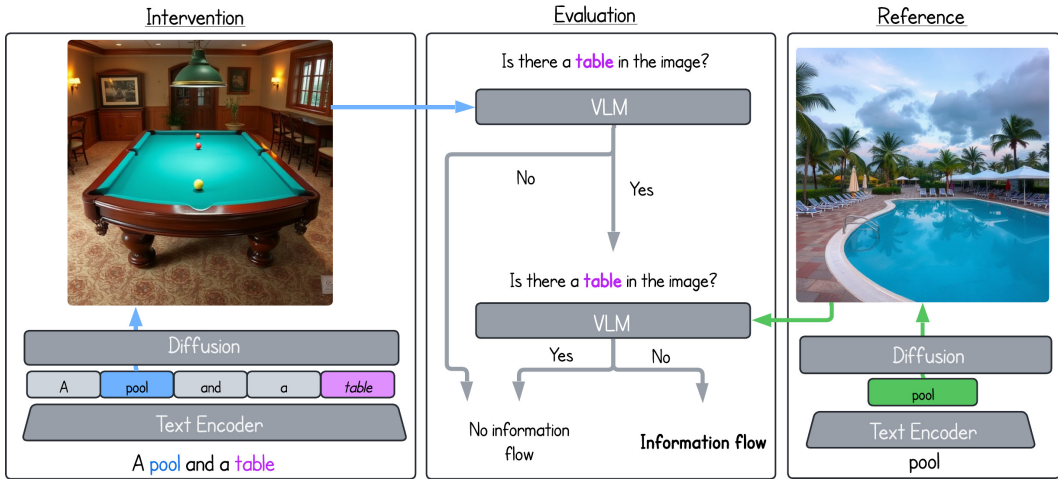 Intervention
Diffusion
A
pool
and
a
table
Text Encoder
A pool and a table
Evaluation
Is there a table in the image?
VLM
No
Yes
Is there a table in the image?
VLM
Yes
No
No information
flow
Information flow
Reference
Diffusion
pool
Text Encoder
pool